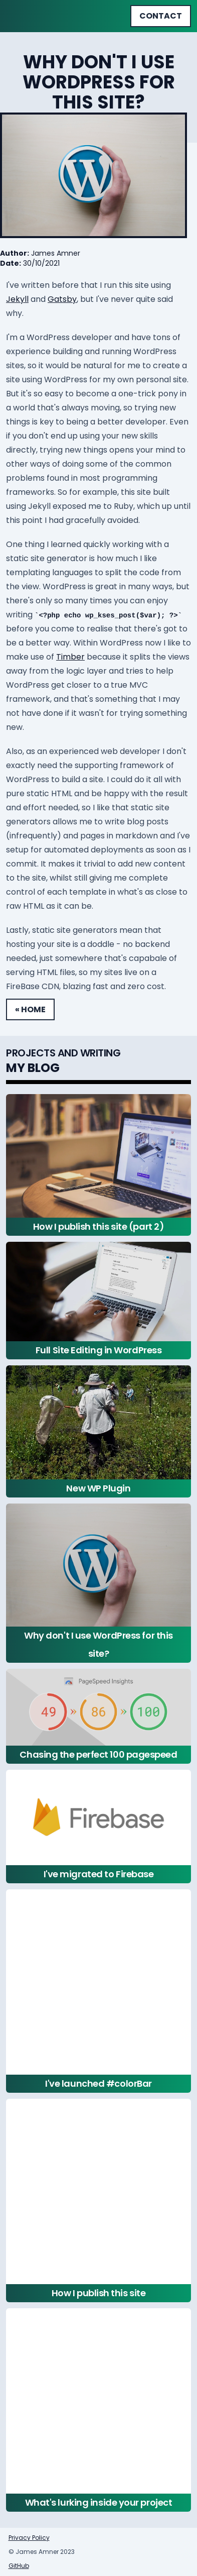 CONTACT
WHY DON'T I USE
WORDPRESS FOR
THIS SITE?
Author: James Amner
Date: 30/10/2021
I've written before that I run this site using
Jekyll and Gatsby, but I've never quite said
why.
I'm a WordPress developer and have tons of
experience building and running WordPress
sites, so it would be natural for me to create a
site using WordPress for my own personal site.
But it's so easy to become a one-trick pony in
a world that's always moving, so trying new
things is key to being a better developer. Even
if you don't end up using your new skills
directly, trying new things opens your mind to
other ways of doing some of the common
problems found in most programming
frameworks. So for example, this site built
using Jekyll exposed me to Ruby, which up until
this point I had gracefully avoided.
One thing I learned quickly working with a
static site generator is how much I like
templating languages to split the code from
the view. WordPress is great in many ways, but
there's only so many times you can enjoy
writing `<?php echo wp_kses_post($var); ?>`
before you come to realise that there's got to
be a better way. Within WordPress now I like to
make use of Timber because it splits the views
away from the logic layer and tries to help
WordPress get closer to a true MVC
framework, and that's something that I may
not have done if it wasn't for trying something
new.
Also, as an experienced web developer I don't
exactly need the supporting framework of
WordPress to build a site. I could do it all with
pure static HTML and be happy with the result
and effort needed, so I like that static site
generators allows me to write blog posts
(infrequently) and pages in markdown and I've
setup for automated deployments as soon as I
commit. It makes it trivial to add new content
to the site, whilst still giving me complete
control of each template in what's as close to
raw HTML as it can be.
Lastly, static site generators mean that
hosting your site is a doddle - no backend
needed, just somewhere that's capable of
serving HTML files, so my sites live on a
FireBase CDN, blazing fast and zero cost.
« HOME
PROJECTS AND WRITING
MY BLOG
How I publish this site (part 2)
Full Site Editing in WordPress
New WP Plugin
Why don't I use WordPress for this
site?
PageSpeed Insights
49 » 86 » 100
Chasing the perfect 100 pagespeed
Firebase
I've migrated to Firebase
I've launched #colorBar
How I publish this site
What's lurking inside your project
Privacy Policy
© James Amner 2023
GitHub